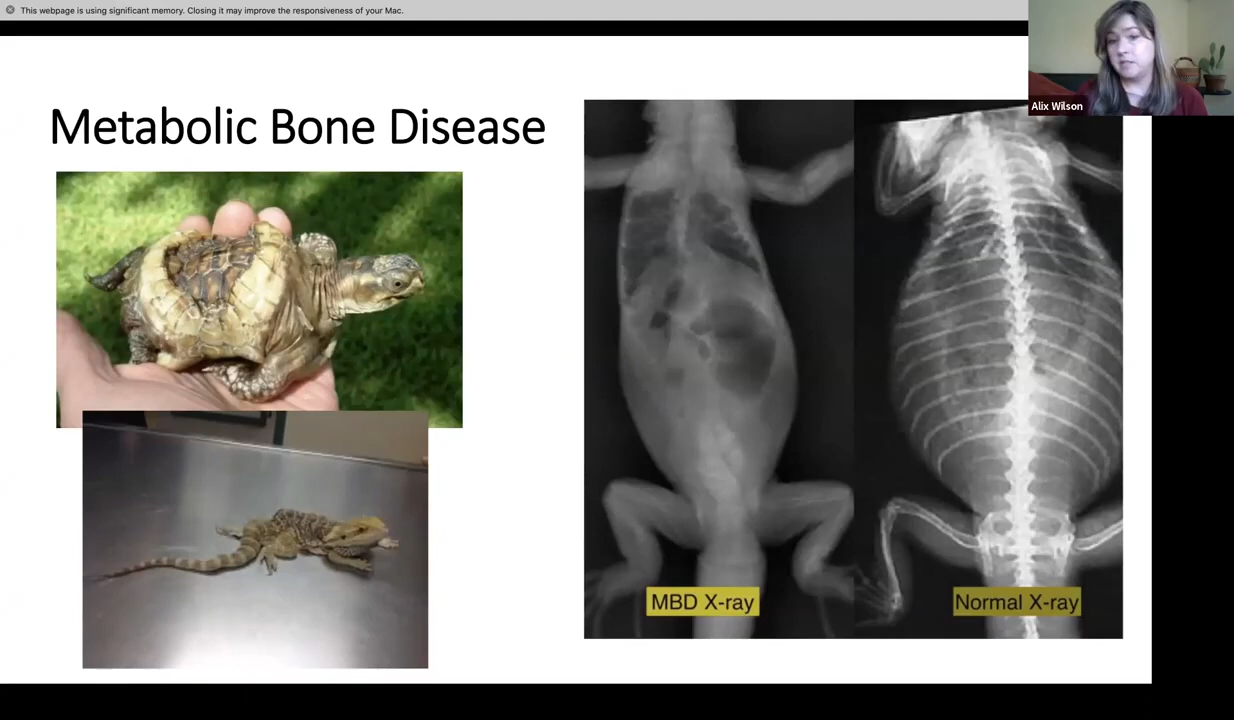 This webpage is using significant memory. Closing it may improve the responsiveness of your Mac.
Alix Wilson
Metabolic Bone Disease
MBD X-ray
Normal X-ray